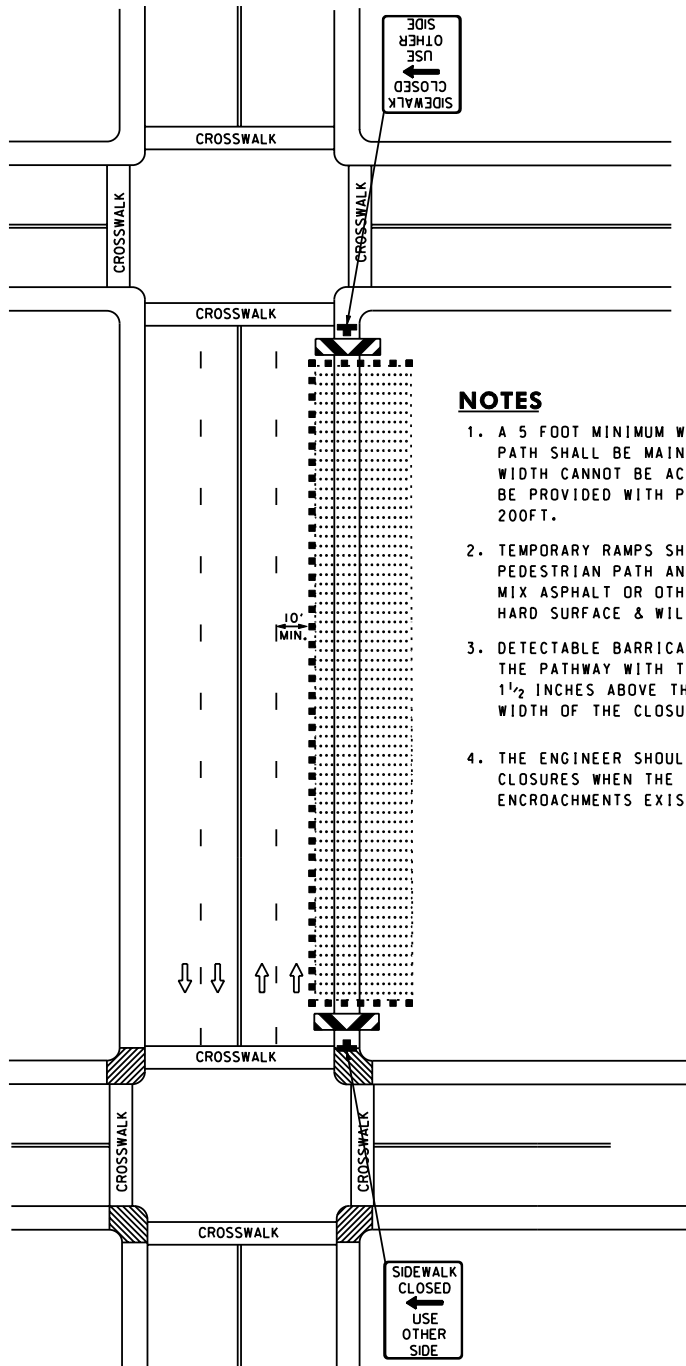 SIDEWALK
CLOSED
USE
OTHER
SIDE
CROSSWALK
CROSSWALK
CROSSWALK
CROSSWALK
NOTES
1. A 5 FOOT MINIMUM W
PATH SHALL BE MAIN
WIDTH CANNOT BE AC
BE PROVIDED WITH P
200FT.
2. TEMPORARY RAMPS SH
PEDESTRIAN PATH AN
MIX ASPHALT OR OTH
HARD SURFACE & WIL
3. DETECTABLE BARRICA
THE PATHWAY WITH T
1½ INCHES ABOVE TH
WIDTH OF THE CLOSU
4. THE ENGINEER SHOUL
CLOSURES WHEN THE
ENCROACHMENTS EXIS
10'
MIN.
CROSSWALK
CROSSWALK
CROSSWALK
CROSSWALK
SIDEWALK
CLOSED
USE
OTHER
SIDE